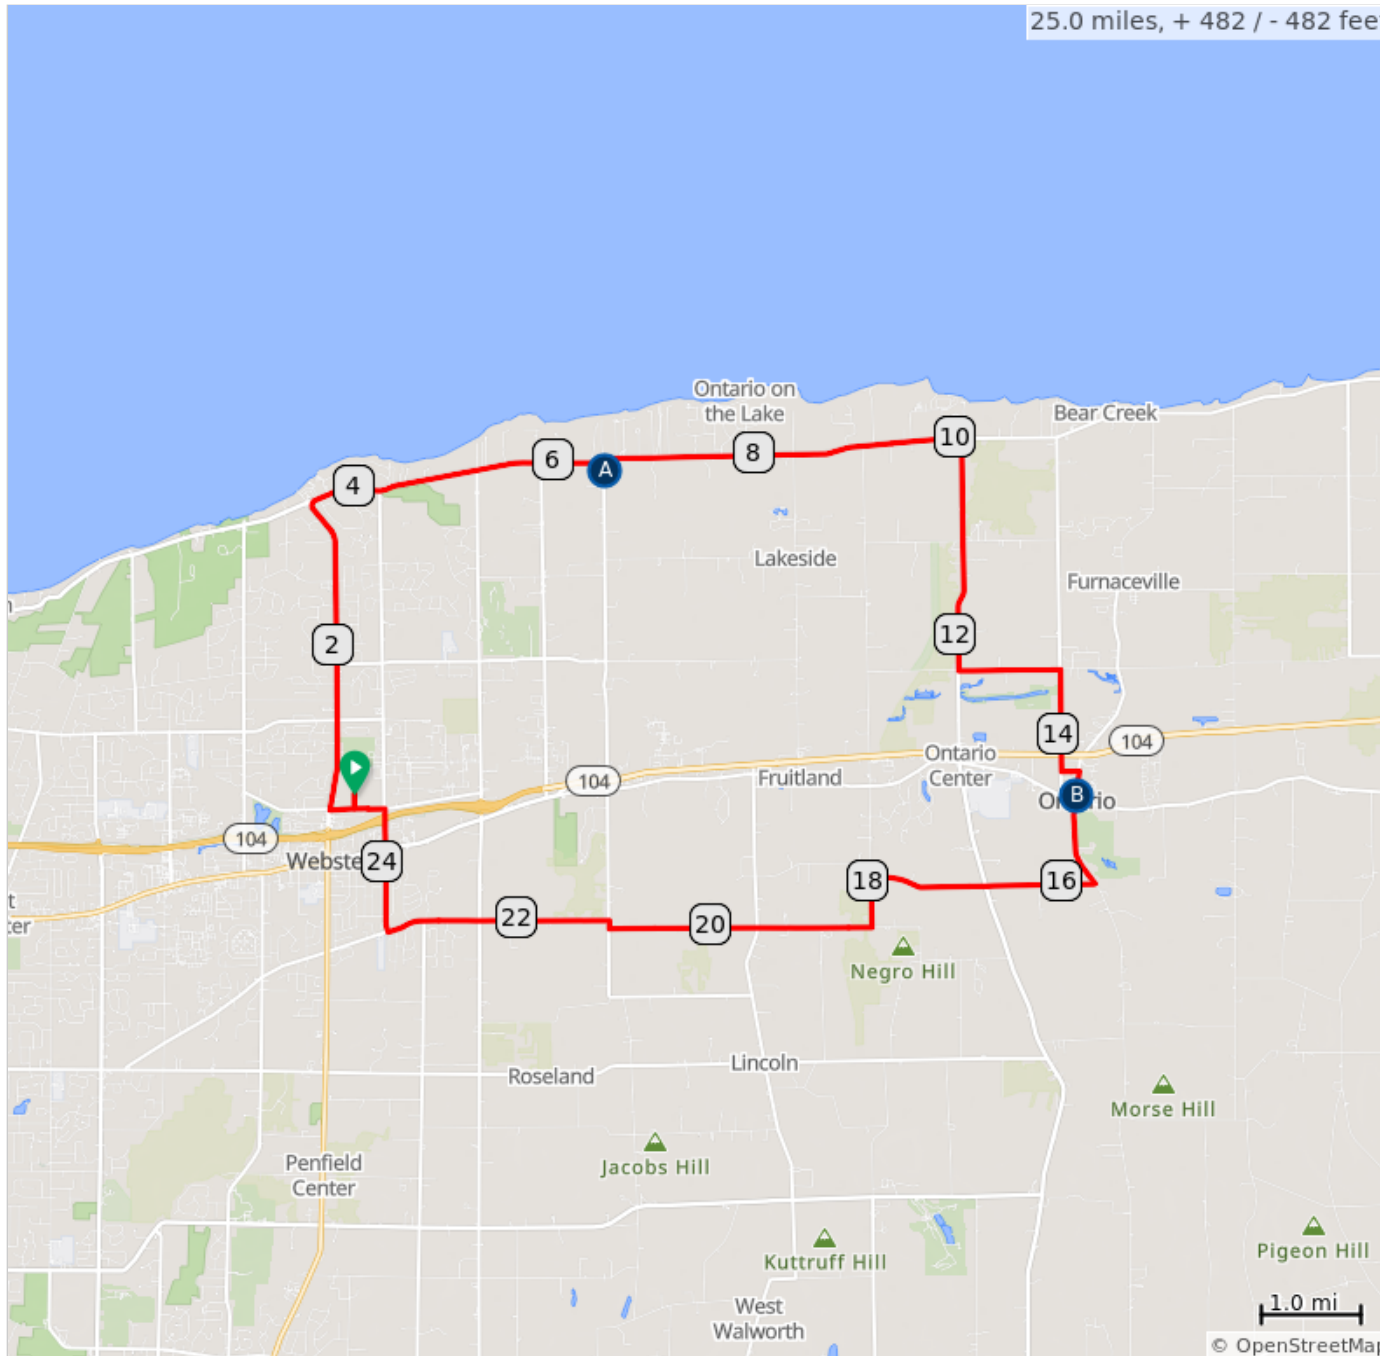 25.0 miles, + 482 / - 482 fee
Ontario on
the Lake
Bear Creek
10
6
8
A
4
Lakeside
Furnaceville
12
2
14
104
Ontario
Center
104
Fruitland
B
104
Webste
24
18
16
22
20
Negro Hill
Lincoln
Roseland
Morse Hill
Jacobs Hill
Penfield
Center
Pigeon Hill
Kuttruff Hill
1.0 mi
West
Walworth
© OpenStreetMap